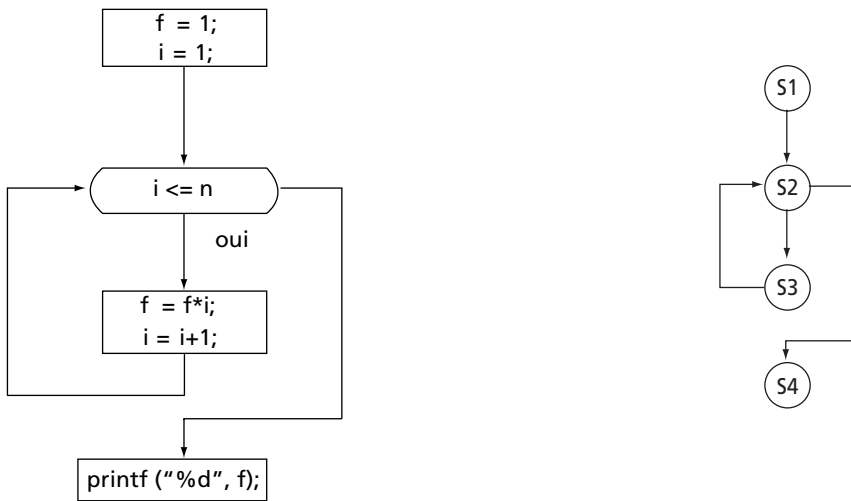 f = 1;
i = 1;
i <= n
oui
f = f*i;
i = i+1;
printf (“%d”, f);
S1
S2
S3
S4